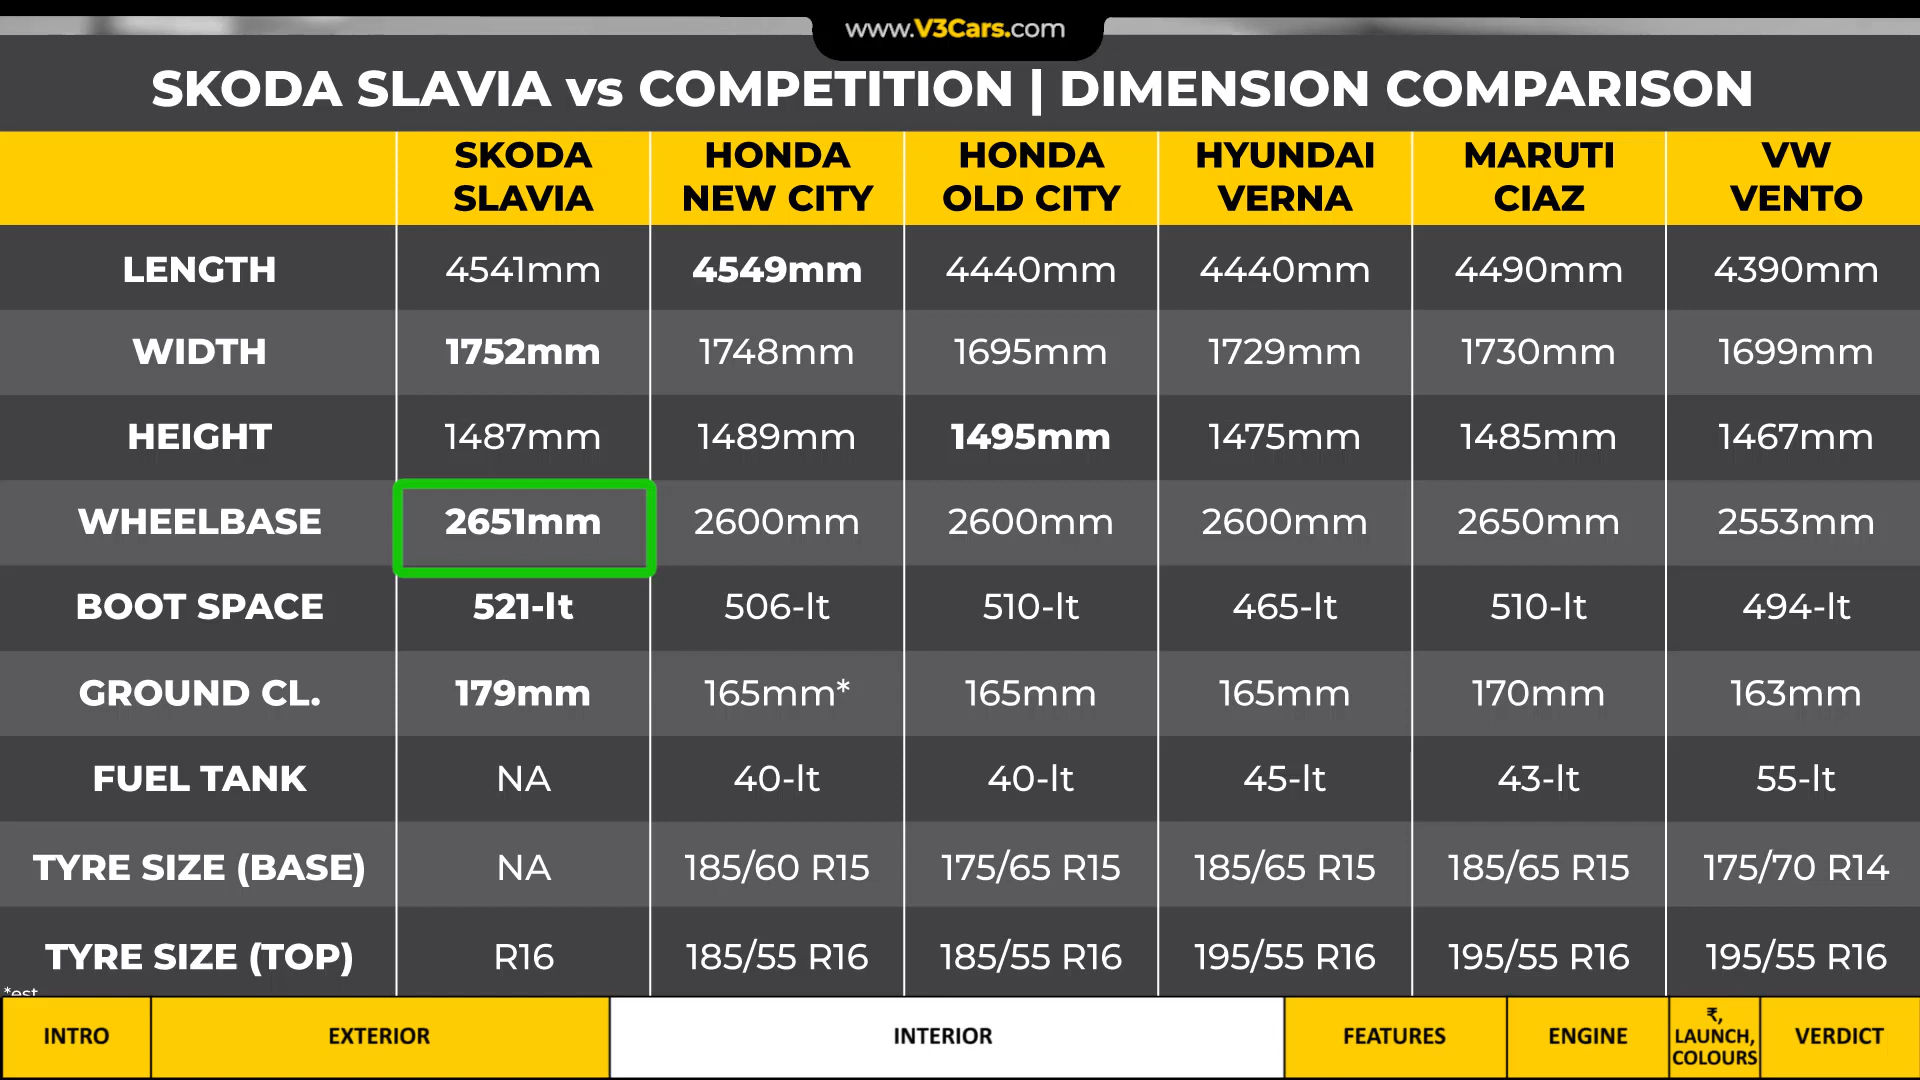 www.V3Cars.com
SKODA SLAVIA vs COMPETITION | DIMENSION COMPARISON
SKODA SLAVIA HONDA NEW CITY HONDA OLD CITY HYUNDAI VERNA MARUTI CIAZ VW VENTO
LENGTH 4541mm 4549mm 4440mm 4440mm 4490mm 4390mm
WIDTH 1752mm 1748mm 1695mm 1729mm 1730mm 1699mm
HEIGHT 1487mm 1489mm 1495mm 1475mm 1485mm 1467mm
WHEELBASE 2651mm 2600mm 2600mm 2600mm 2650mm 2553mm
BOOT SPACE 521-lt 506-lt 510-lt 465-lt 510-lt 494-lt
GROUND CL. 179mm 165mm* 165mm 165mm 170mm 163mm
FUEL TANK NA 40-lt 40-lt 45-lt 43-lt 55-lt
TYRE SIZE (BASE) NA 185/60 R15 175/65 R15 185/65 R15 185/65 R15 175/70 R14
TYRE SIZE (TOP) R16 185/55 R16 185/55 R16 195/55 R16 195/55 R16 195/55 R16
*est
INTRO EXTERIOR INTERIOR FEATURES ENGINE ₹, LAUNCH, COLOURS VERDICT